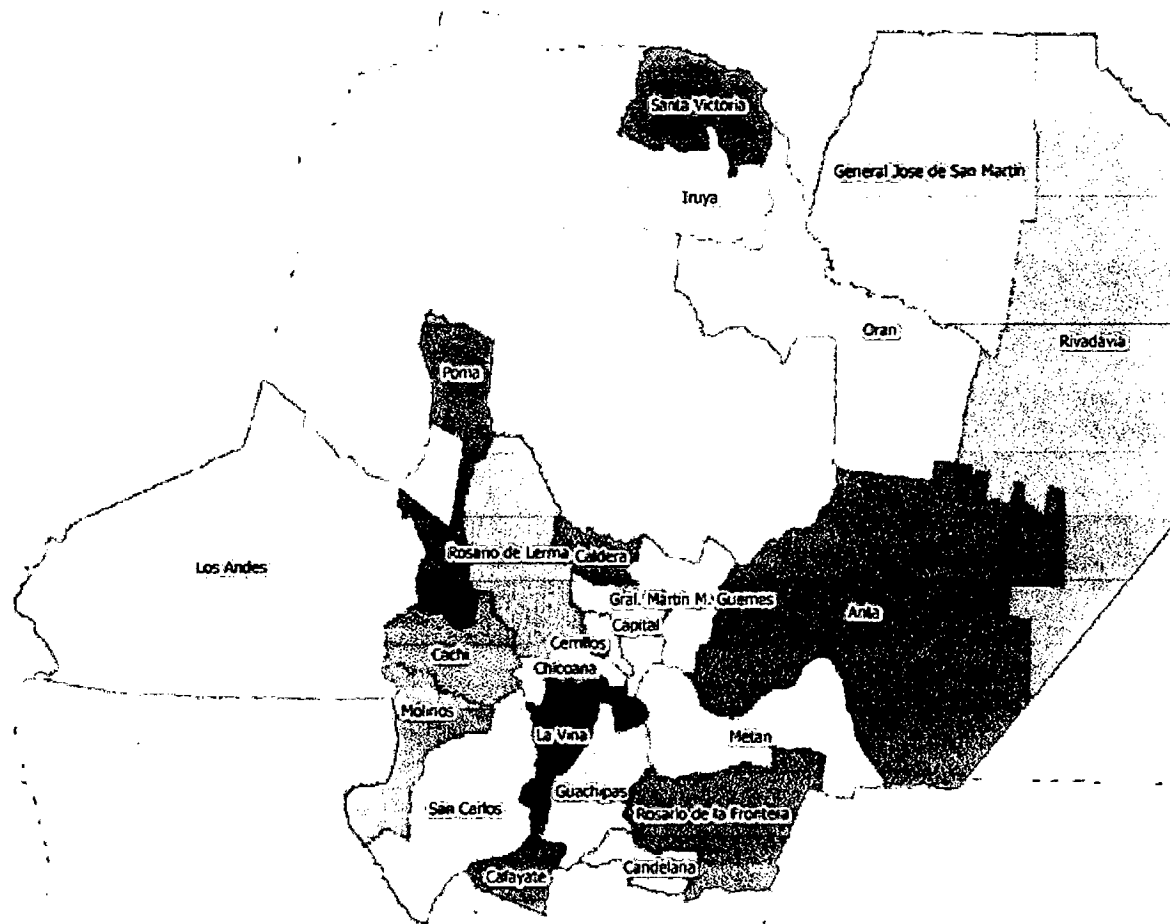 Santa Victoria
General Jose de San Martin
Iruya
Oran
Rivadavia
Poma
Rosario de Lerma
Caldera
Los Andes
Gral. Martin M. Guemes
Anta
Capital
Cerrillos
Cachi
Chicoana
Molinos
La Vina
Metan
Guachipas
San Carlos
Rosario de la Frontera
Candelaria
Cafayate